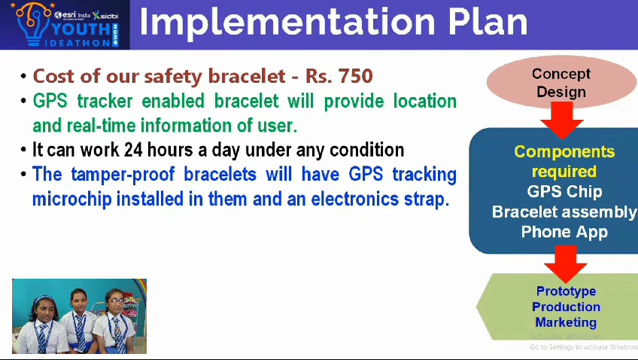 esri India sidbi
YOUTH
IDEATHON
Implementation Plan
• Cost of our safety bracelet - Rs. 750
• GPS tracker enabled bracelet will provide location
and real-time information of user.
• It can work 24 hours a day under any condition
• The tamper-proof bracelets will have GPS tracking
microchip installed in them and an electronics strap.
Concept
Design
Components
required
GPS Chip
Bracelet assembly
Phone App
Prototype
Production
Marketing
Go to Settings to activate Windows